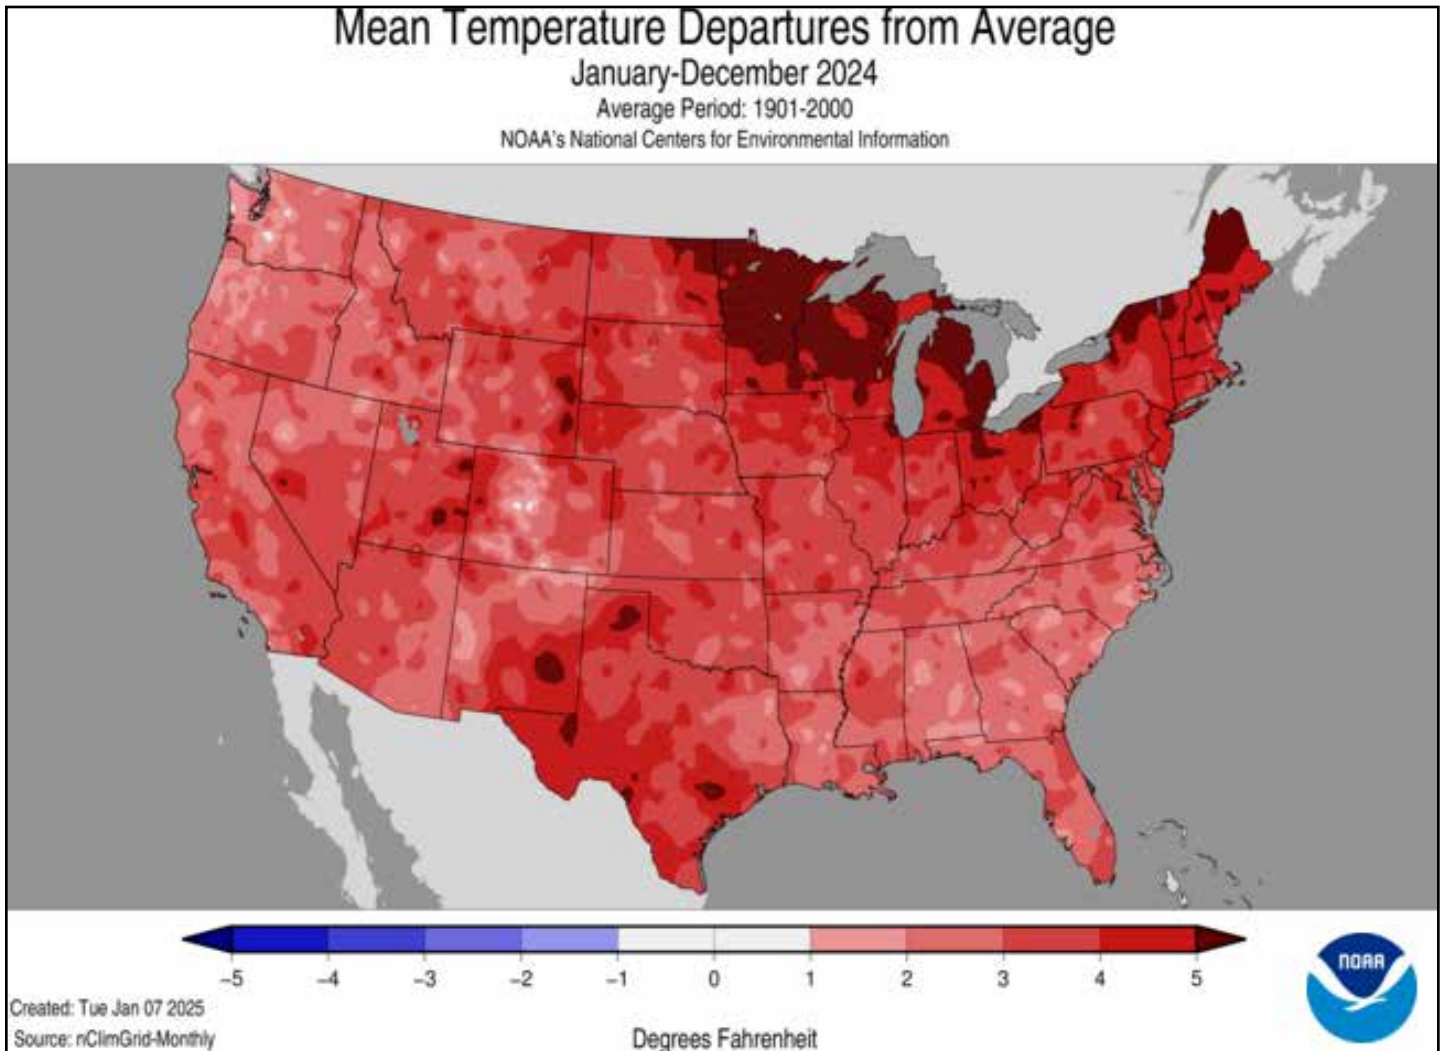 Mean Temperature Departures from Average
January-December 2024
Average Period: 1901-2000
NOAA's National Centers for Environmental Information
−5 −4 −3 −2 −1 0 1 2 3 4 5
NOAA
Created: Tue Jan 07 2025
Source: nClimGrid-Monthly
Degrees Fahrenheit